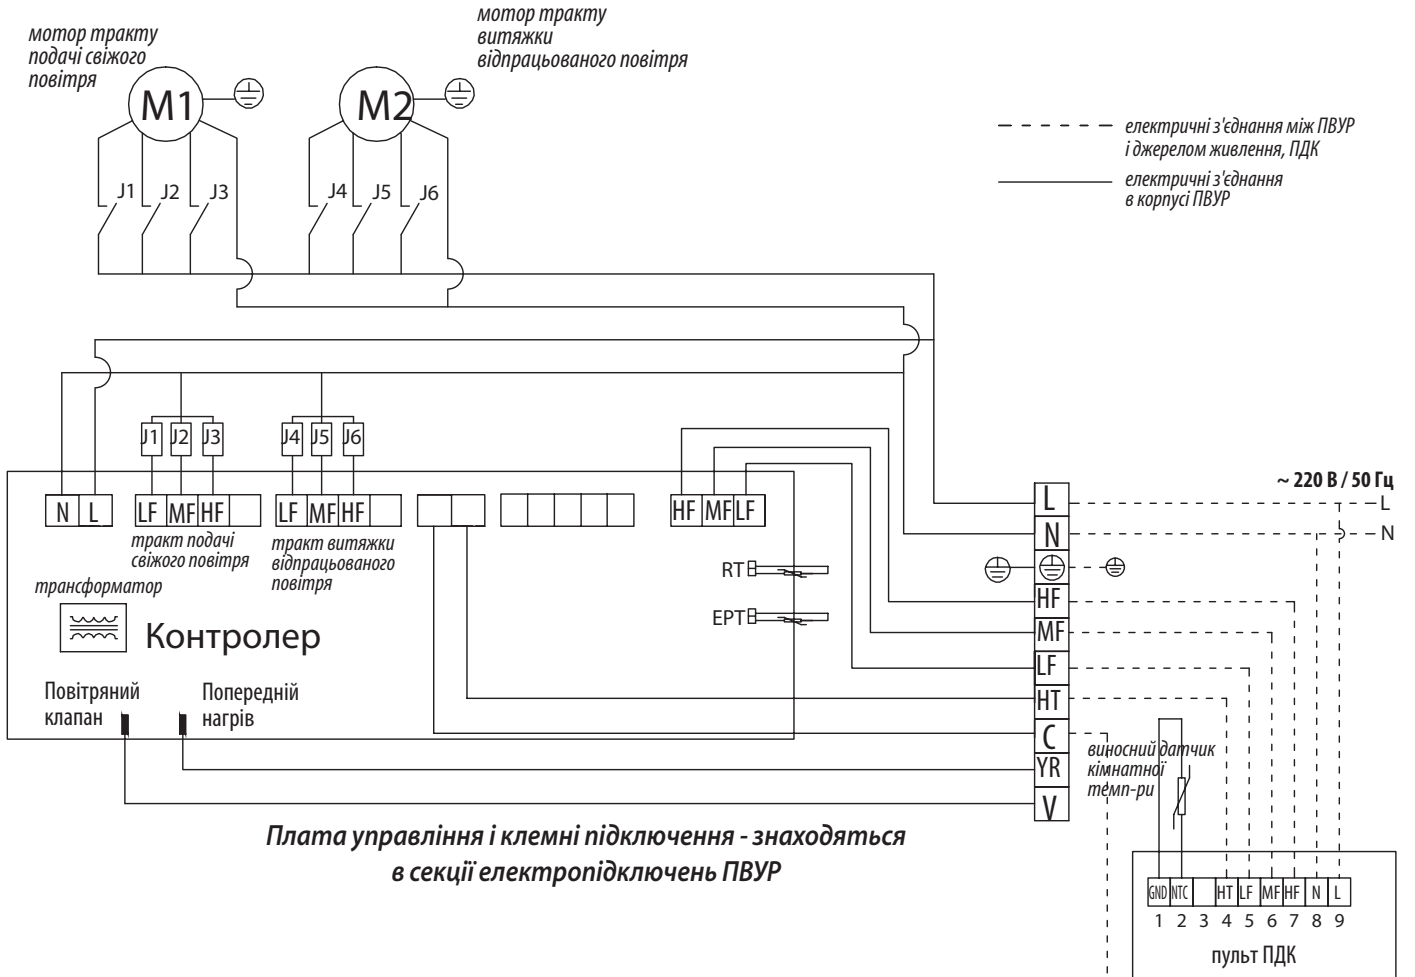 мотор тракту
подачі свіжого
повітря
мотор тракту
витяжки
відпрацьованого повітря
M1
M2
електричні з'єднання між ПВУР
і джерелом живлення, ПДК
електричні з'єднання
в корпусі ПВУР
J1 J2 J3
J4 J5 J6
J1 J2 J3
J4 J5 J6
~ 220 В / 50 Гц
L
N
N L
LF MF HF
LF MF HF
HF MF LF
тракт подачі
свіжого повітря
тракт витяжки
відпрацьованого
повітря
RT
EPT
трансформатор
Контролер
Повітряний
клапан
Попередній
нагрів
L
N
HF
MF
LF
HT
C
YR
V
виносний датчик
кімнатної
темп-ри
Плата управління і клемні підключення - знаходяться
в секції електропідключень ПВУР
GND NTC HT LF MF HF N L
1 2 3 4 5 6 7 8 9
пульт ПДК